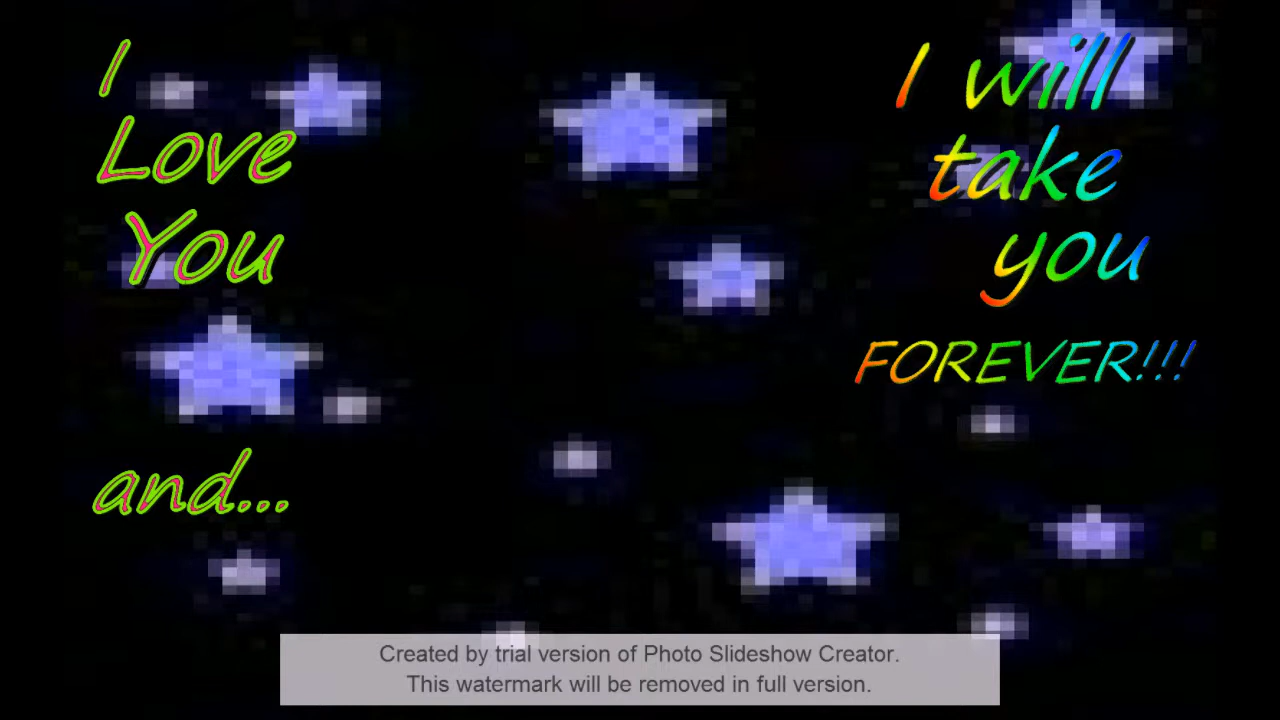 I
Love
You
and...
I will
take
you
FOREVER!!!
Created by trial version of Photo Slideshow Creator.
This watermark will be removed in full version.